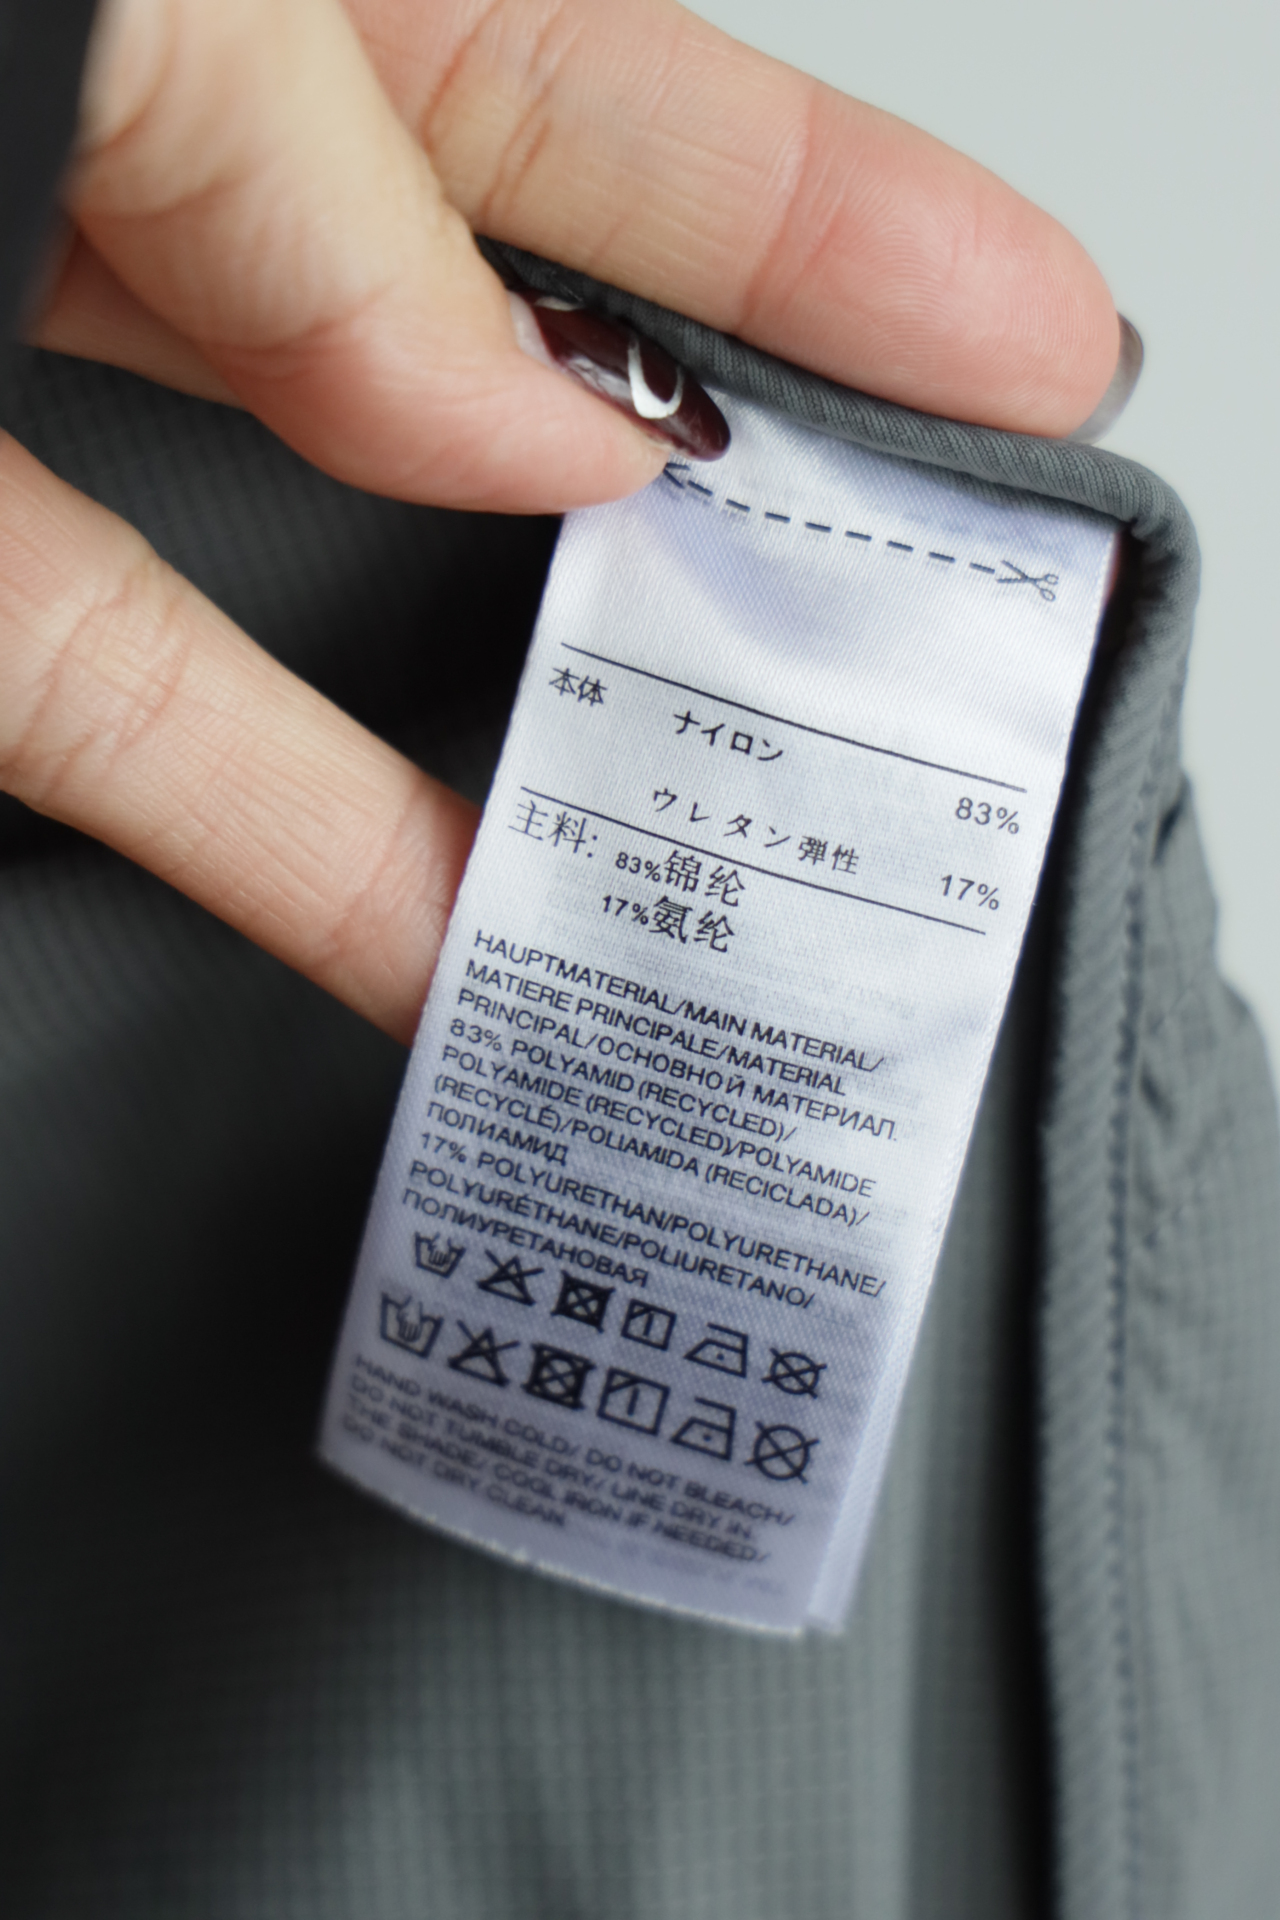 本体 ナイロン 83%
ウレタン弾性 17%
主料: 83%锦纶
17%氨纶
HAUPTMATERIAL/MAIN MATERIAL/
MATIERE PRINCIPALE/MATERIAL
PRINCIPAL/ОСНОВНОЙ МАТЕРИАЛ.
83% POLYAMID (RECYCLED)/
POLYAMIDE (RECYCLED)/POLYAMIDE
(RECYCLÉ)/POLIAMIDA (RECICLADA)/
ПОЛИАМИД
17% POLYURETHAN/POLYURETHANE/
POLYURÉTHANE/POLIURETANO/
ПОЛИУРЕТАНОВАЯ
HAND WASH COLD/ DO NOT BLEACH/
DO NOT TUMBLE DRY/ LINE DRY IN
THE SHADE/ COOL IRON IF NEEDED/
DO NOT DRY CLEAN.